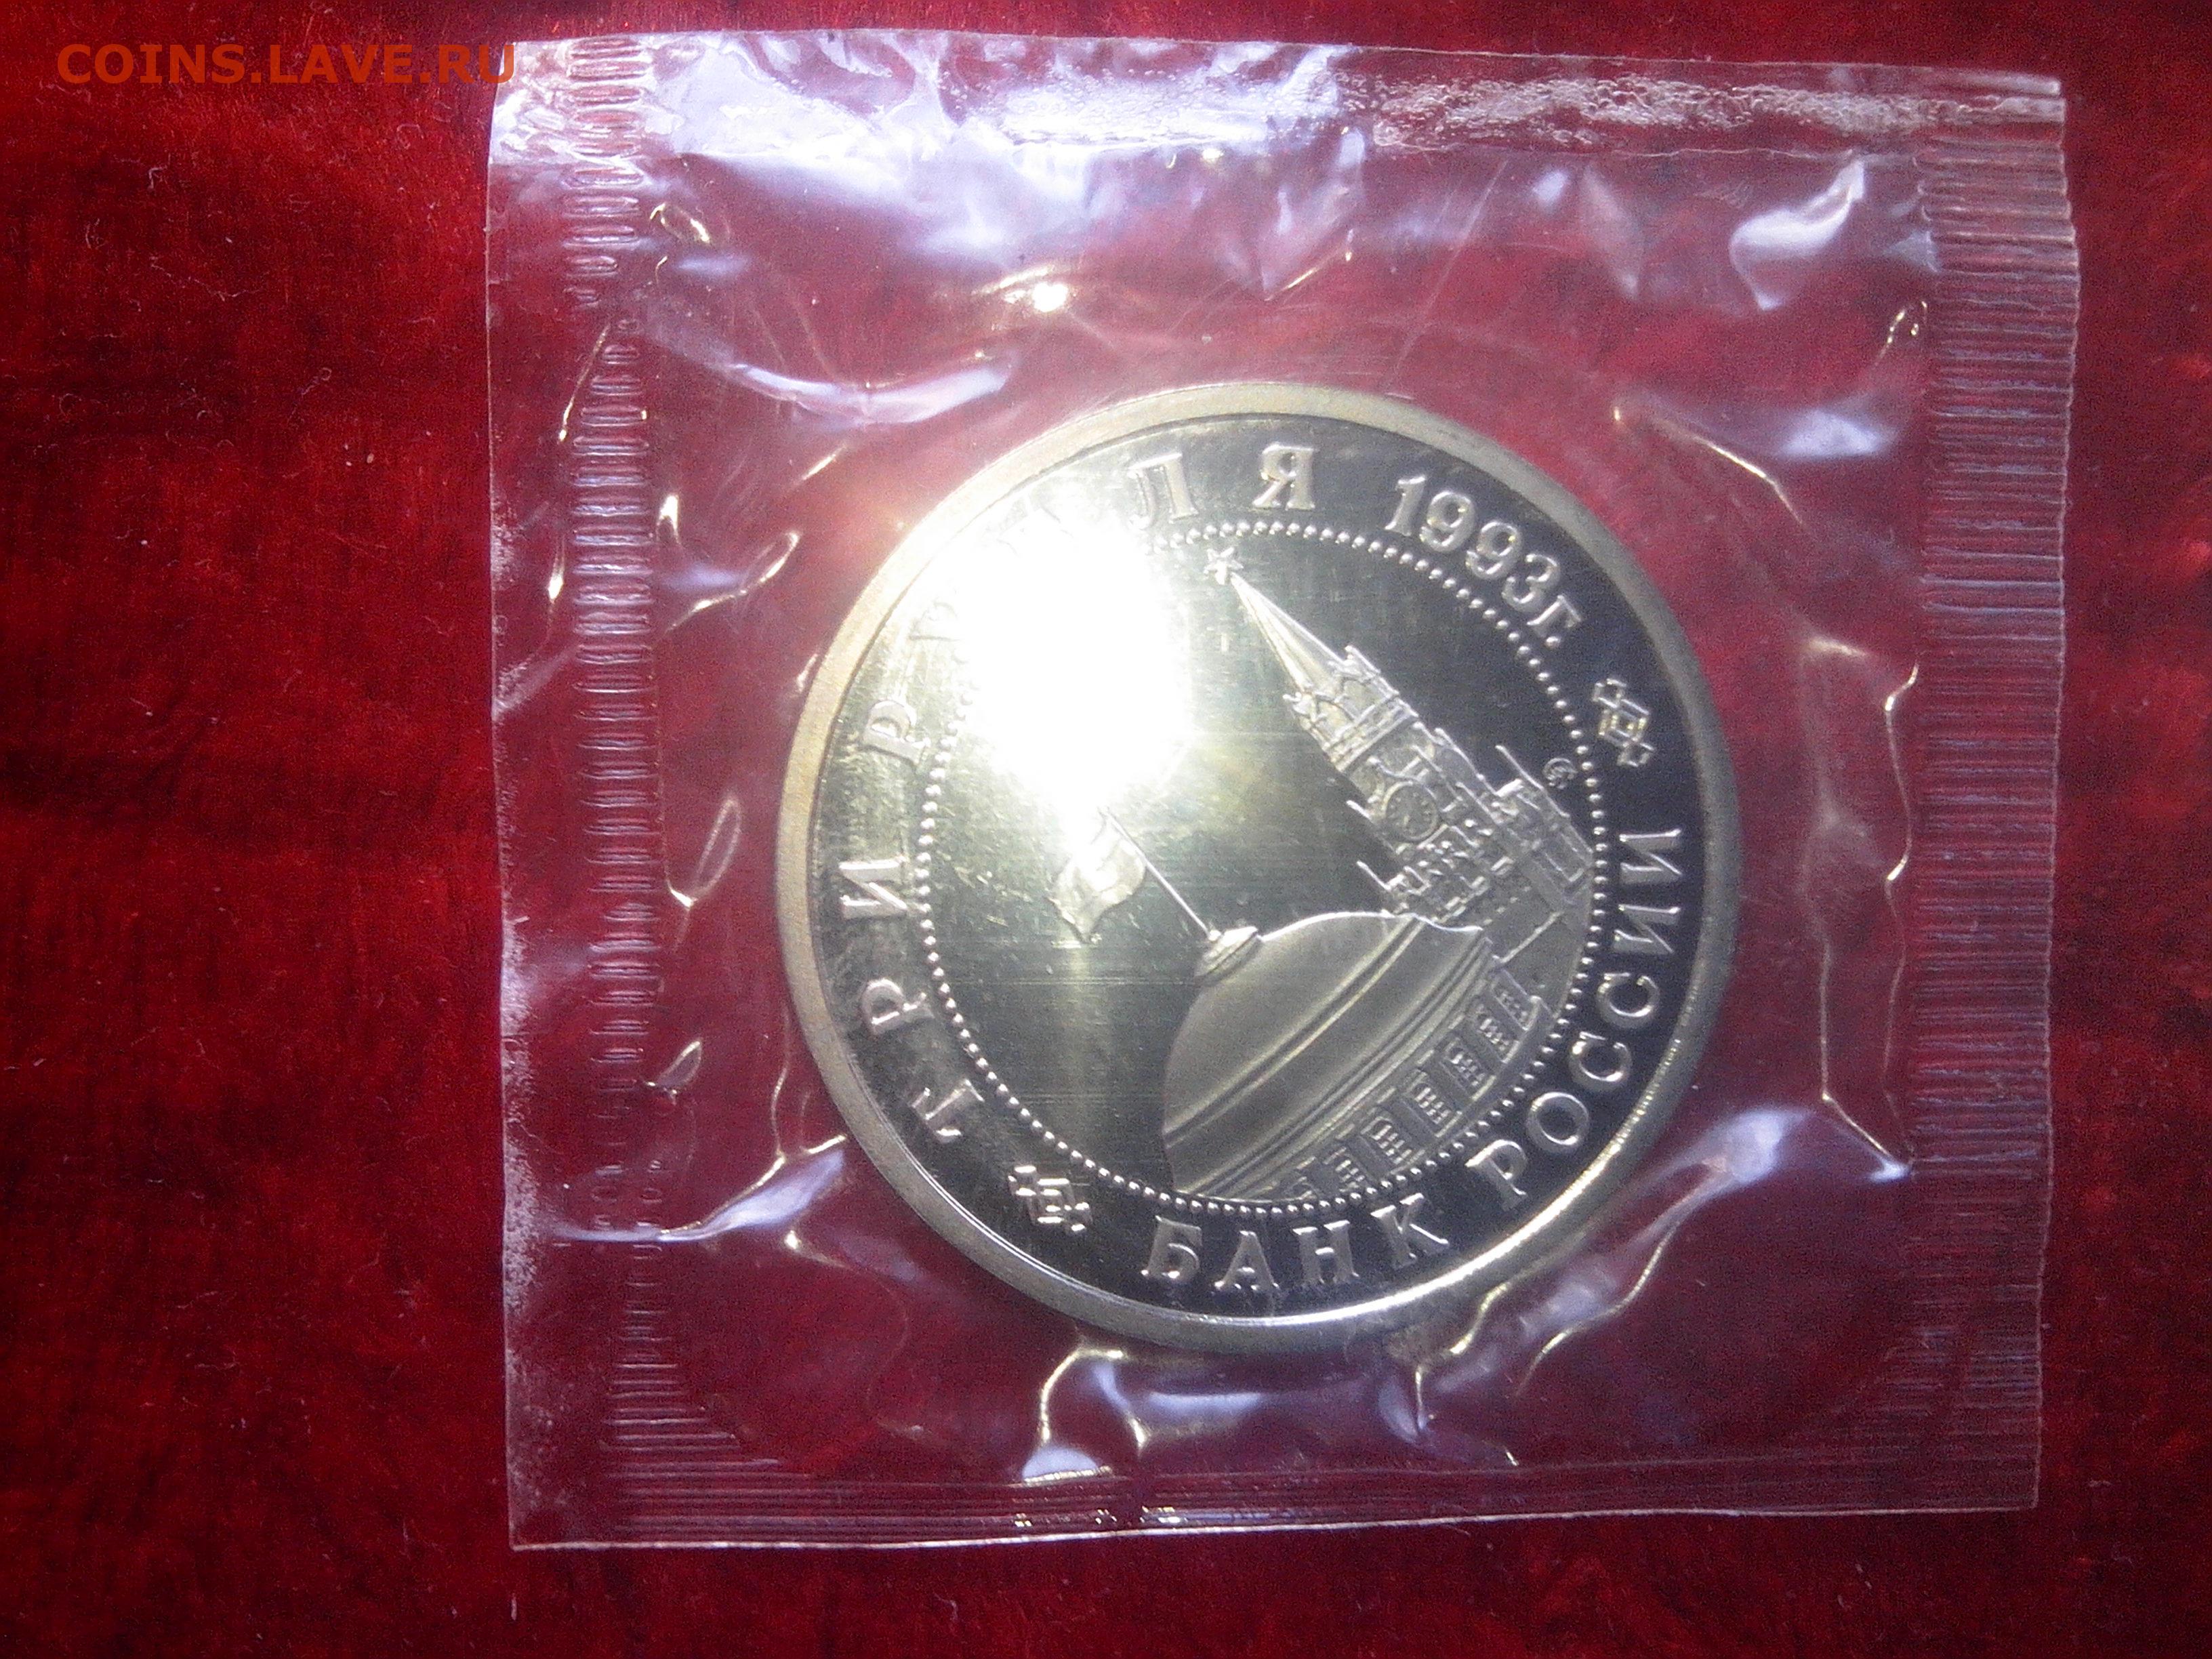 COINS.LAVE.RU
ТРИ РУБЛЯ 1993г.
БАНК РОССИИ